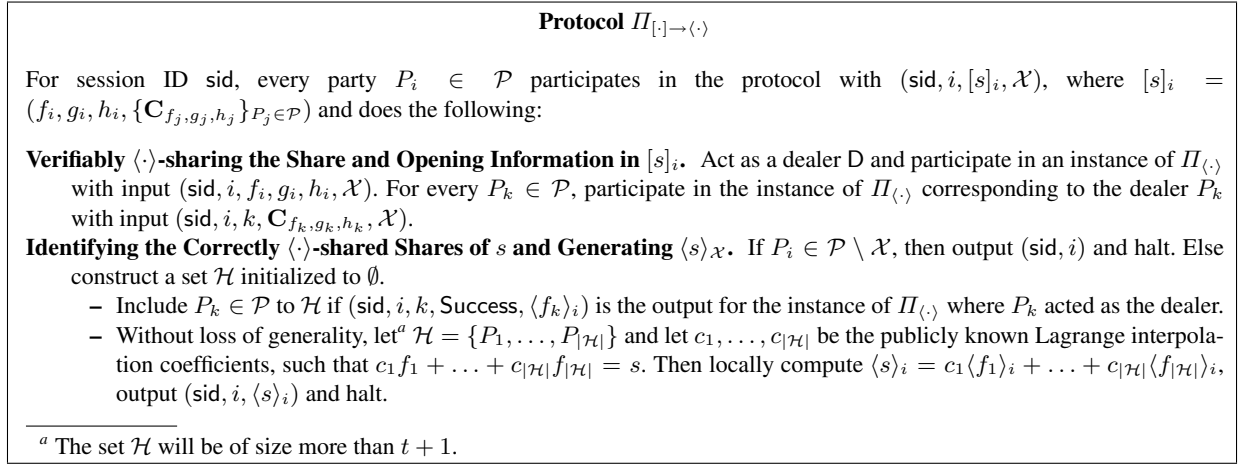 Protocol Π[·]→⟨·⟩
For session ID sid, every party P_i ∈ 𝒫 participates in the protocol with (sid, i, [s]_i, 𝒳), where [s]_i =
(f_i, g_i, h_i, {C_{f_j,g_j,h_j}}_{P_j∈𝒫}) and does the following:
Verifiably ⟨·⟩-sharing the Share and Opening Information in [s]_i. Act as a dealer D and participate in an instance of Π⟨·⟩
with input (sid, i, f_i, g_i, h_i, 𝒳). For every P_k ∈ 𝒫, participate in the instance of Π⟨·⟩ corresponding to the dealer P_k
with input (sid, i, k, C_{f_k,g_k,h_k}, 𝒳).
Identifying the Correctly ⟨·⟩-shared Shares of s and Generating ⟨s⟩_𝒳. If P_i ∈ 𝒫 \ 𝒳, then output (sid, i) and halt. Else
construct a set ℋ initialized to ∅.
– Include P_k ∈ 𝒫 to ℋ if (sid, i, k, Success, ⟨f_k⟩_i) is the output for the instance of Π⟨·⟩ where P_k acted as the dealer.
– Without loss of generality, let^a ℋ = {P_1, . . . , P_{|ℋ|}} and let c_1, . . . , c_{|ℋ|} be the publicly known Lagrange interpola-
tion coefficients, such that c_1f_1 + . . . + c_{|ℋ|}f_{|ℋ|} = s. Then locally compute ⟨s⟩_i = c_1⟨f_1⟩_i + . . . + c_{|ℋ|}⟨f_{|ℋ|}⟩_i,
output (sid, i, ⟨s⟩_i) and halt.
^a The set ℋ will be of size more than t + 1.